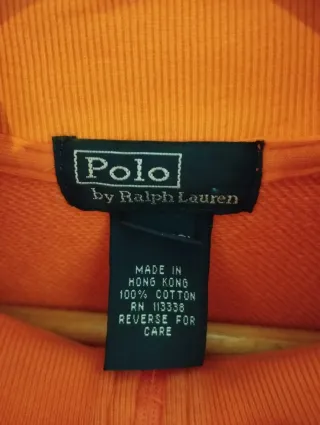 Polo
by Ralph Lauren
MADE IN
HONG KONG
100% COTTON
RN 113338
REVERSE FOR
CARE